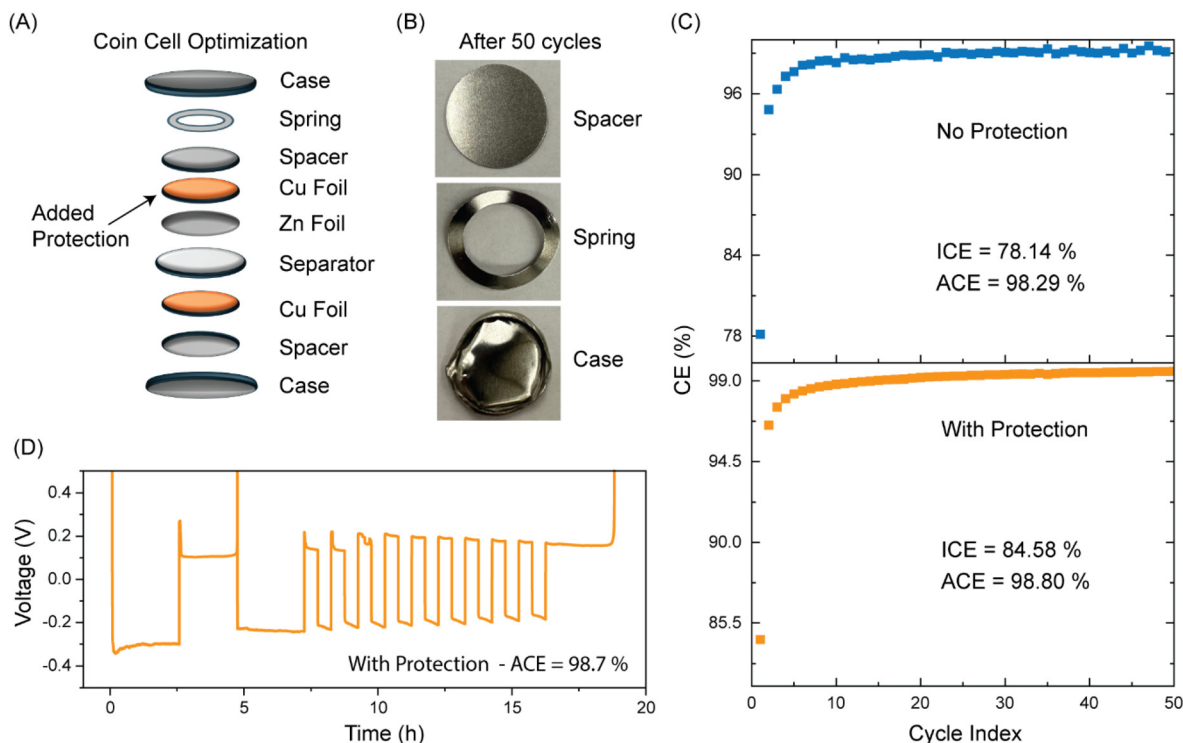 (A)
Coin Cell Optimization
Case
Spring
Spacer
Cu Foil
Added
Protection
Zn Foil
Separator
Cu Foil
Spacer
Case
(B)
After 50 cycles
Spacer
Spring
Case
(C)
96
90
84
78
No Protection
ICE = 78.14 %
ACE = 98.29 %
CE (%)
99.0
94.5
90.0
85.5
With Protection
ICE = 84.58 %
ACE = 98.80 %
0
10
20
30
40
50
Cycle Index
(D)
Voltage (V)
0.4
0.2
0.0
-0.2
-0.4
With Protection - ACE = 98.7 %
0
5
10
15
20
Time (h)